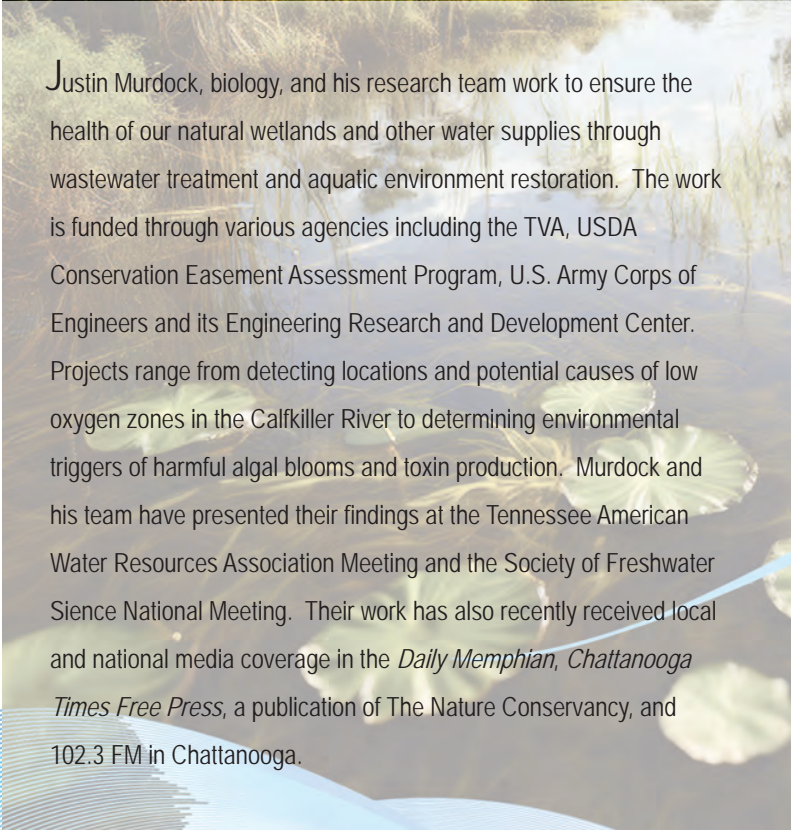 Justin Murdock, biology, and his research team work to ensure the
health of our natural wetlands and other water supplies through
wastewater treatment and aquatic environment restoration.  The work
is funded through various agencies including the TVA, USDA
Conservation Easement Assessment Program, U.S. Army Corps of
Engineers and its Engineering Research and Development Center.
Projects range from detecting locations and potential causes of low
oxygen zones in the Calfkiller River to determining environmental
triggers of harmful algal blooms and toxin production.  Murdock and
his team have presented their findings at the Tennessee American
Water Resources Association Meeting and the Society of Freshwater
Sience National Meeting.  Their work has also recently received local
and national media coverage in the Daily Memphian, Chattanooga
Times Free Press, a publication of The Nature Conservancy, and
102.3 FM in Chattanooga.